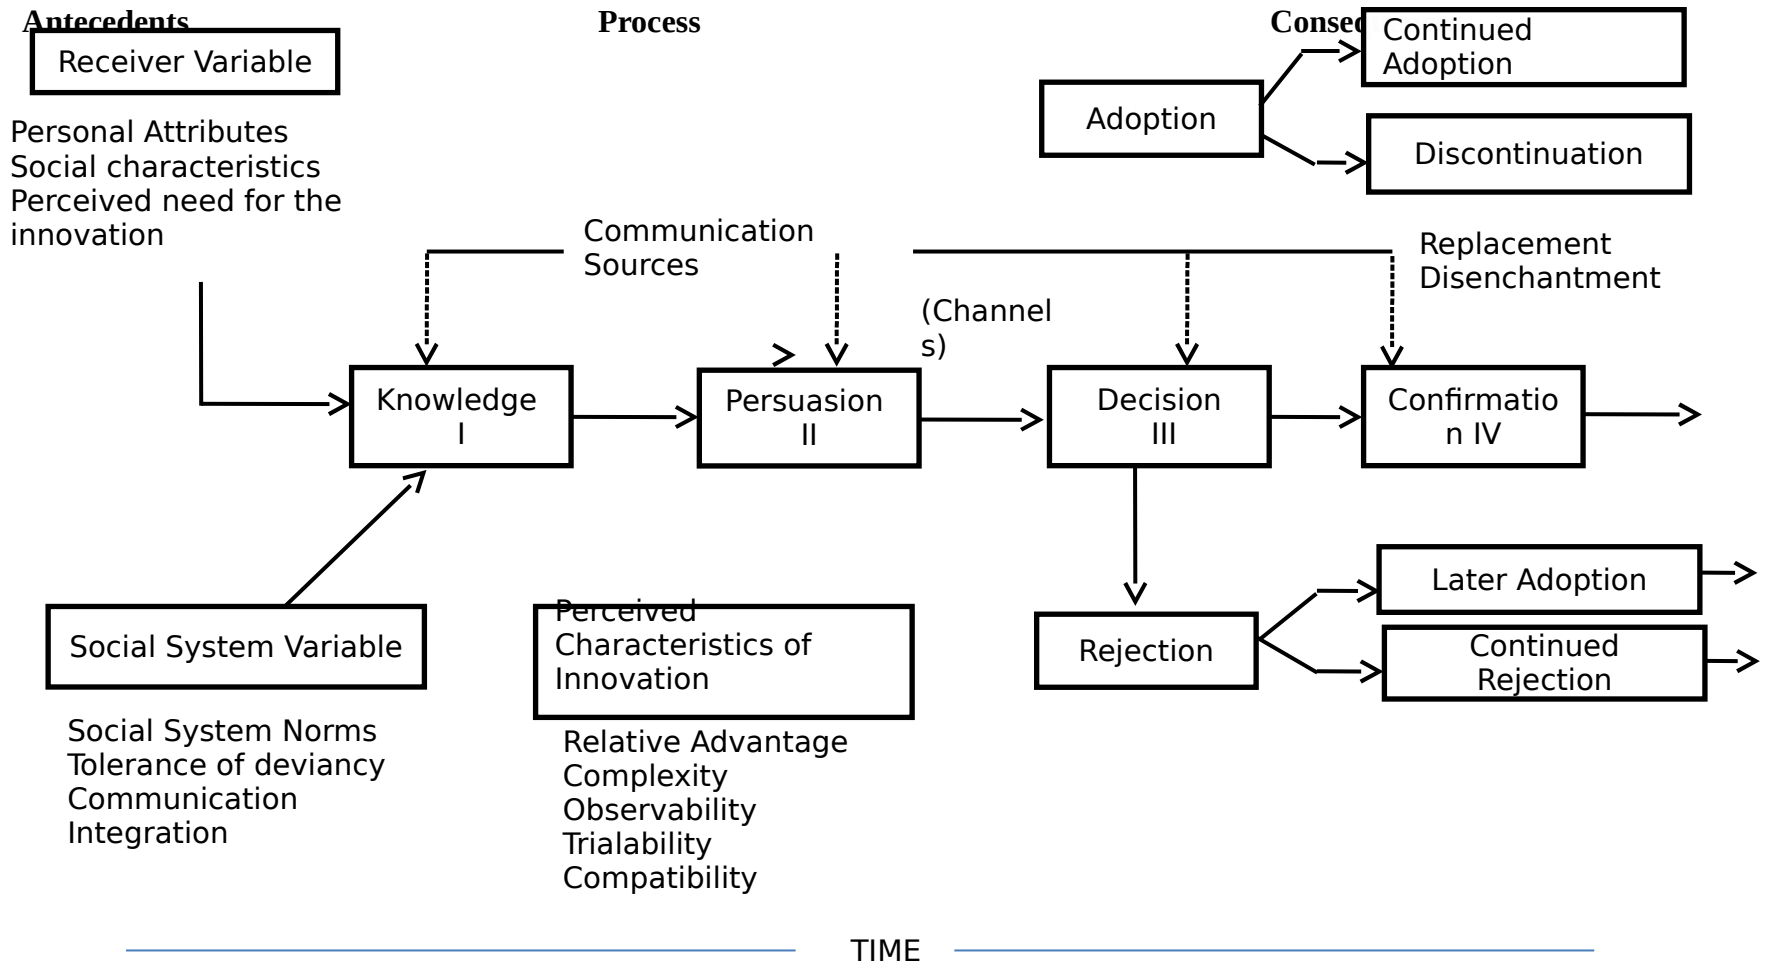 Antecedents
Process
Conseq
Receiver Variable
Personal Attributes
Social characteristics
Perceived need for the
innovation
Adoption
Continued
Adoption
Discontinuation
Replacement
Disenchantment
Communication
Sources
(Channel
s)
Knowledge
I
Persuasion
II
Decision
III
Confirmatio
n IV
Social System Variable
Social System Norms
Tolerance of deviancy
Communication
Integration
Perceived
Characteristics of
Innovation
Relative Advantage
Complexity
Observability
Trialability
Compatibility
Rejection
Later Adoption
Continued
Rejection
TIME